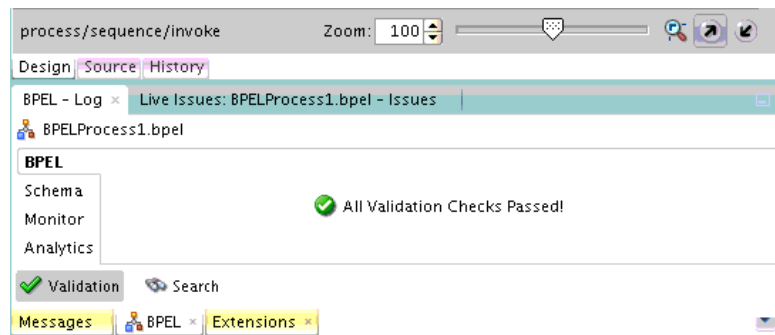 process/sequence/invoke Zoom: 100
Design Source History
BPEL - Log × Live Issues: BPELProcess1.bpel - Issues
BPELProcess1.bpel
BPEL
Schema
All Validation Checks Passed!
Monitor
Analytics
Validation Search
Messages BPEL × Extensions ×